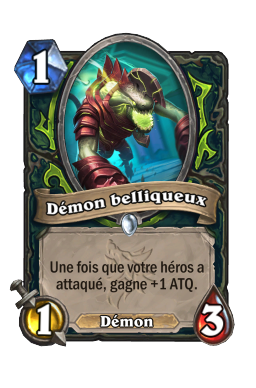 1
Démon belliqueux
Une fois que votre héros a
attaqué, gagne +1 ATQ.
1
Démon
3